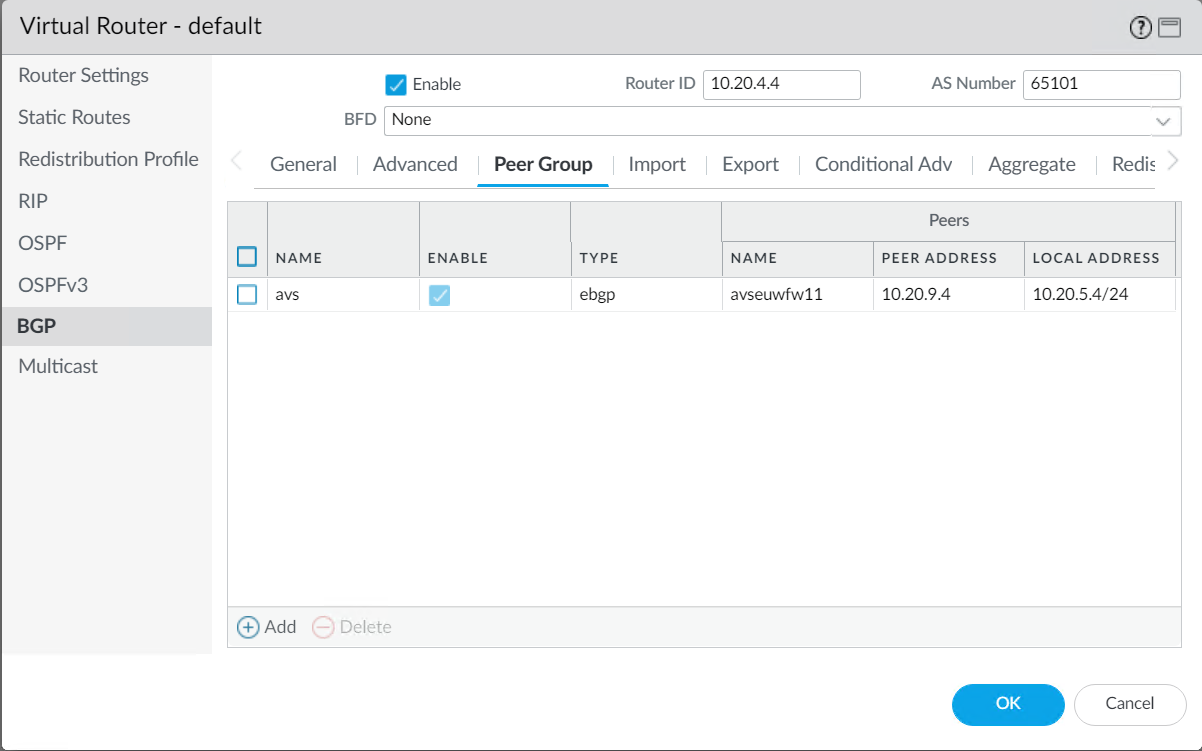 Virtual Router - default
Router Settings
Static Routes
Redistribution Profile
RIP
OSPF
OSPFv3
BGP
Multicast
Enable Router ID 10.20.4.4 AS Number 65101
BFD None
General Advanced Peer Group Import Export Conditional Adv Aggregate Redis
Peers
NAME ENABLE TYPE NAME PEER ADDRESS LOCAL ADDRESS
avs ebgp avseuwfw11 10.20.9.4 10.20.5.4/24
Add Delete
OK Cancel